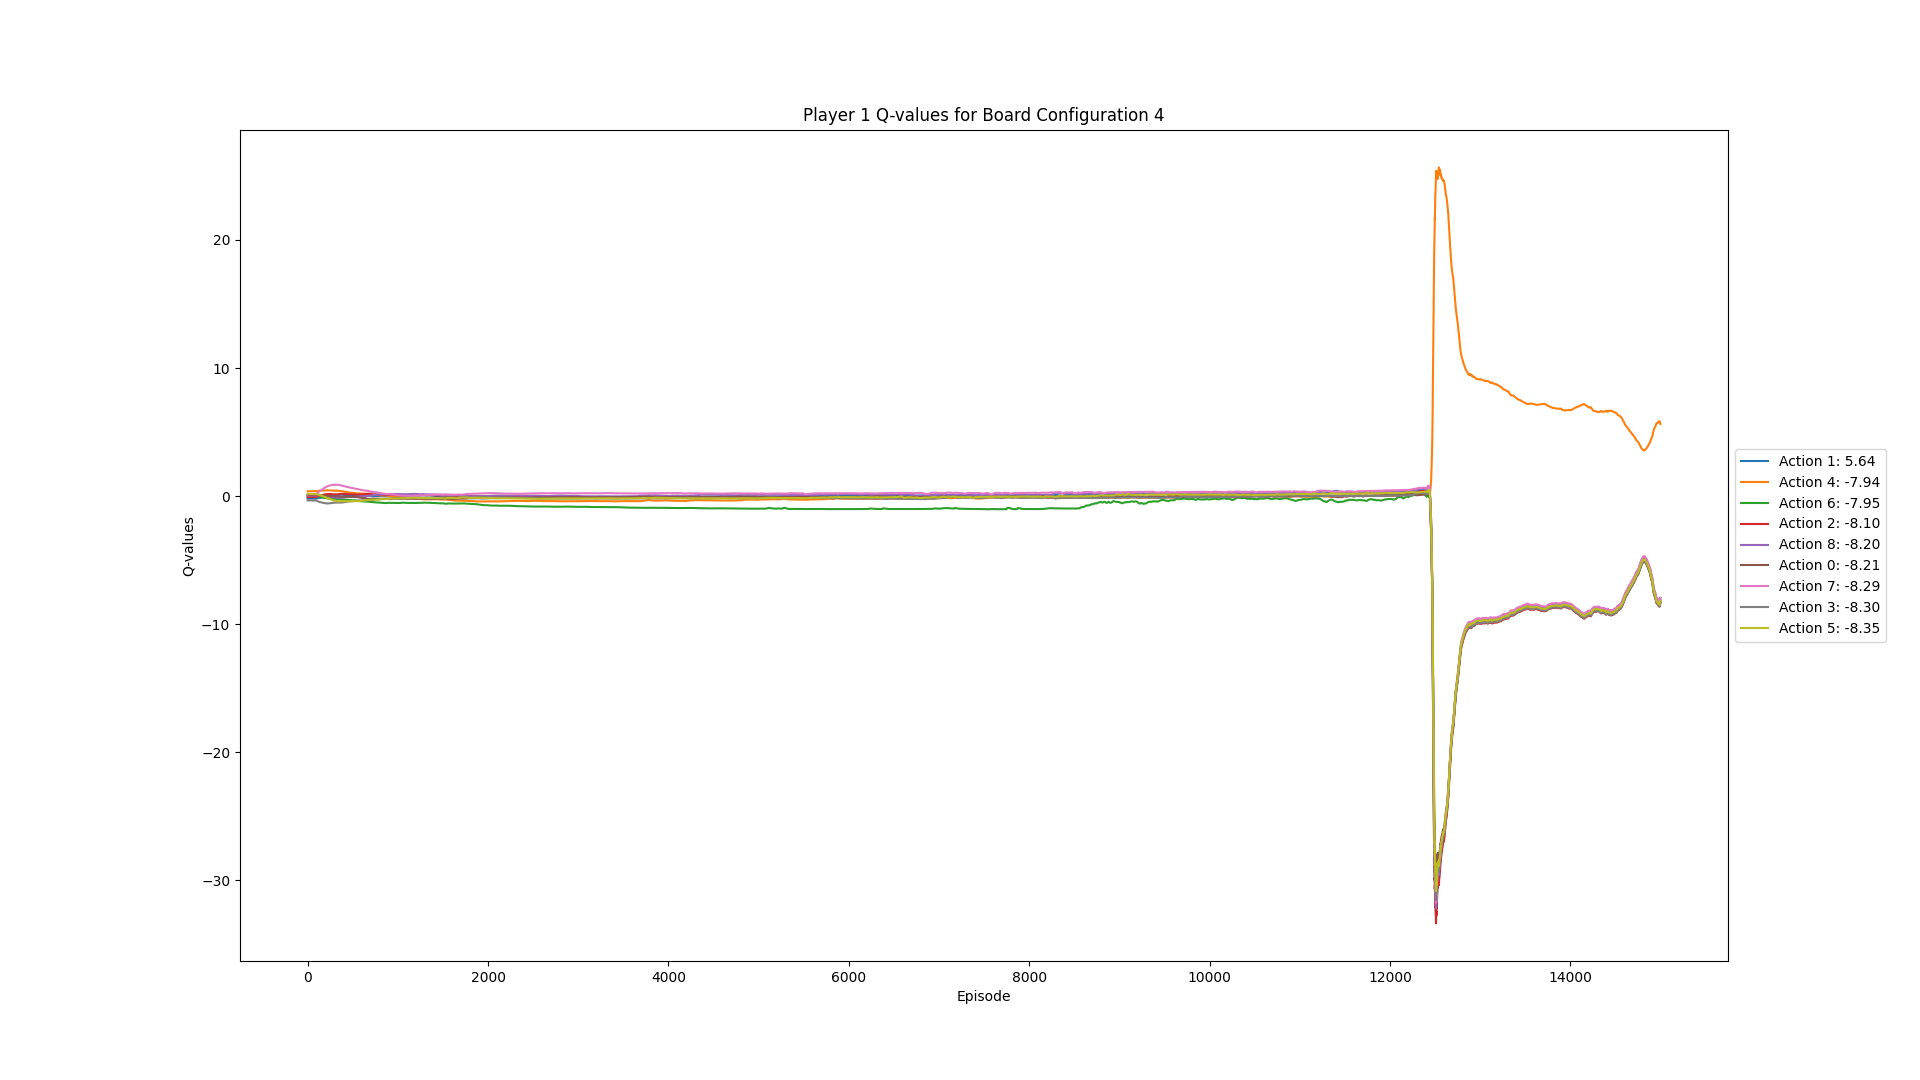 Player 1 Q-values for Board Configuration 4
20
10
0
−10
−20
−30
Q-values
0 2000 4000 6000 8000 10000 12000 14000
Episode
Action 1: 5.64
Action 4: -7.94
Action 6: -7.95
Action 2: -8.10
Action 8: -8.20
Action 0: -8.21
Action 7: -8.29
Action 3: -8.30
Action 5: -8.35